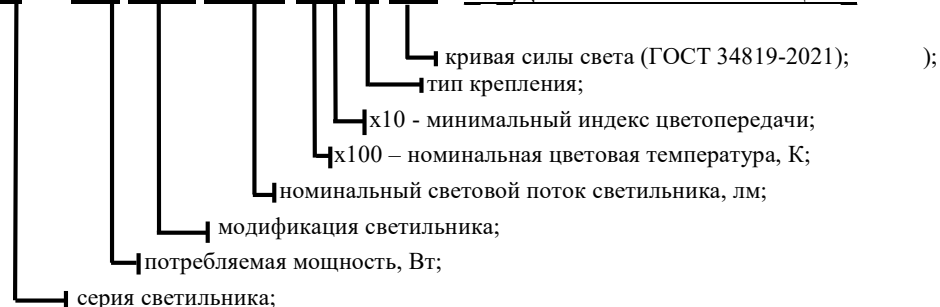 кривая силы света (ГОСТ 34819-2021); );
тип крепления;
x10 - минимальный индекс цветопередачи;
x100 – номинальная цветовая температура, К;
номинальный световой поток светильника, лм;
модификация светильника;
потребляемая мощность, Вт;
серия светильника;